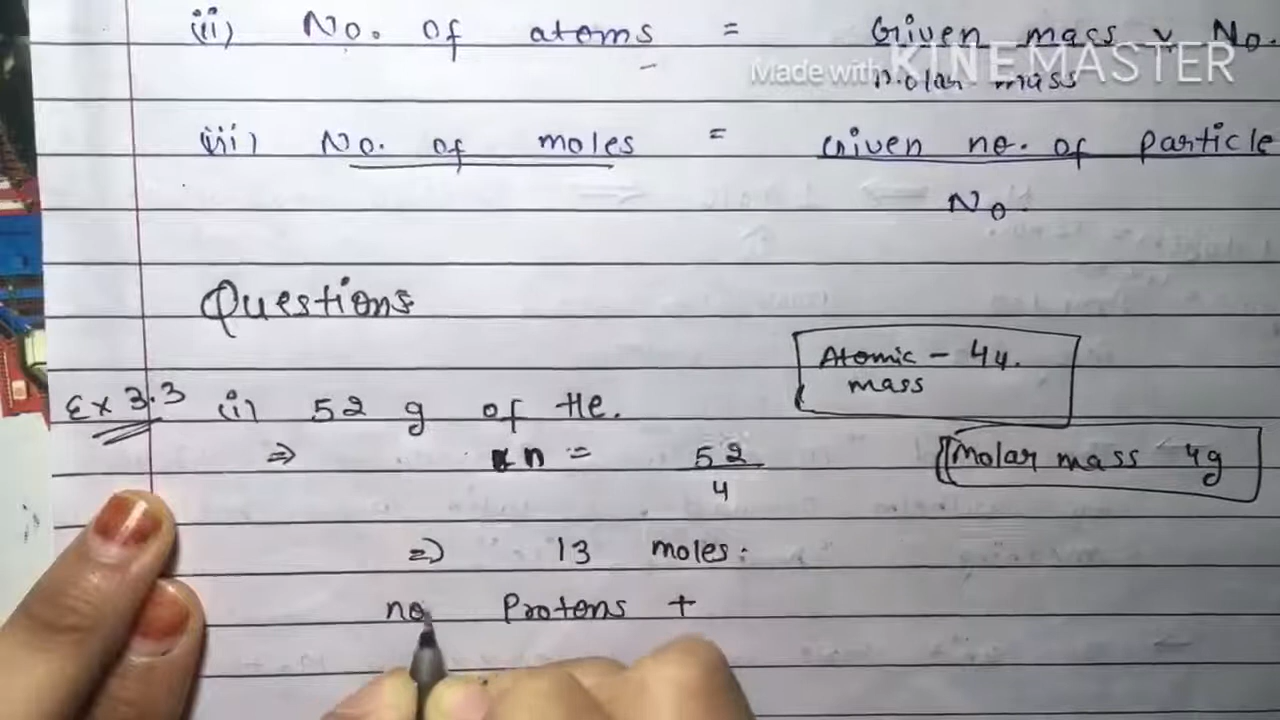 (ii) No. of atoms = Given mass × No.
Molar mass
Made with KINEMASTER
(iii) No. of moles = Given no. of particle
No
Questions
Ex 3.3 (i) 52 g of He.
Atomic - 4u.
mass
⇒ n = 52
4
Molar mass - 4g
⇒ 13 moles.
no Protons +